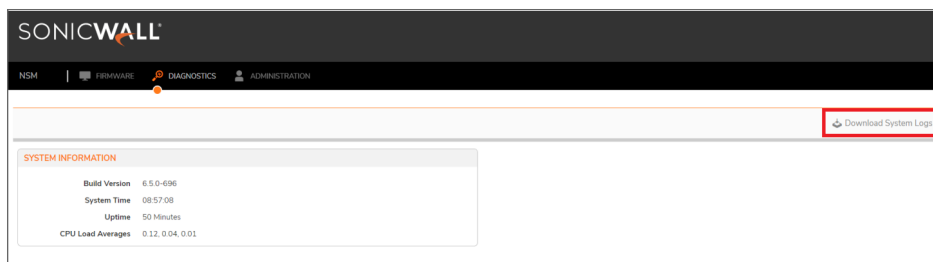 SONICWALL
NSM | FIRMWARE DIAGNOSTICS ADMINISTRATION
Download System Logs
SYSTEM INFORMATION
Build Version 6.5.0-696
System Time 08:57:08
Uptime 50 Minutes
CPU Load Averages 0.12, 0.04, 0.01